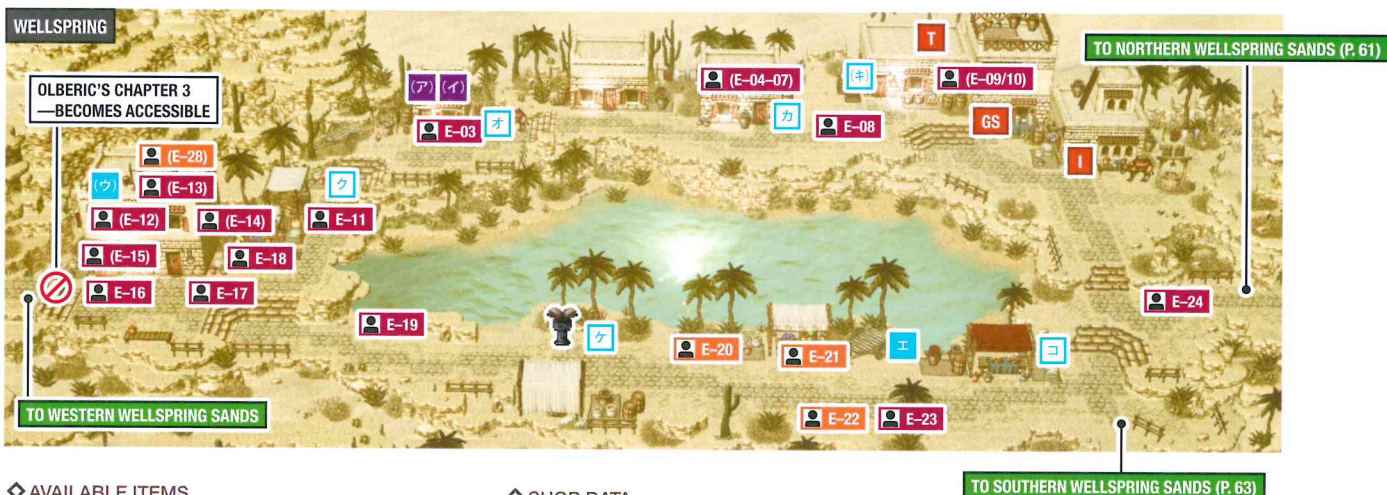 WELLSPRING
TO NORTHERN WELLSPRING SANDS (P. 61)
OLBERIC'S CHAPTER 3
—BECOMES ACCESSIBLE
T
(ア) (イ)
(E–04–07)
(キ)
(E–09/10)
E–03
オ
カ
E–08
GS
I
(E–28)
(ウ)
(E–13)
ク
(E–12)
(E–14)
E–11
(E–15)
E–18
E–16
E–17
E–24
E–19
ケ
E–20
E–21
エ
コ
TO WESTERN WELLSPRING SANDS
E–22
E–23
TO SOUTHERN WELLSPRING SANDS (P. 63)
AVAILABLE ITEMS
SHOP DATA